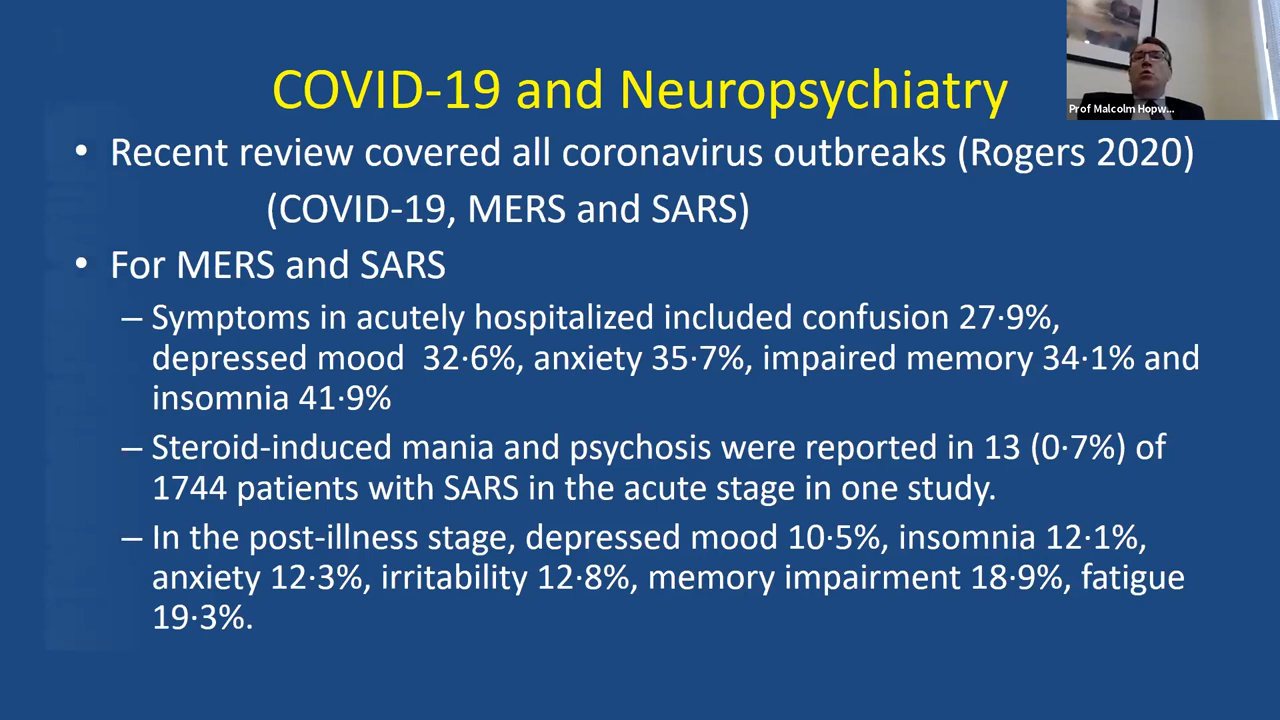 COVID-19 and Neuropsychiatry
Prof Malcolm Hopw...
• Recent review covered all coronavirus outbreaks (Rogers 2020)
(COVID-19, MERS and SARS)
• For MERS and SARS
– Symptoms in acutely hospitalized included confusion 27·9%,
depressed mood 32·6%, anxiety 35·7%, impaired memory 34·1% and
insomnia 41·9%
– Steroid-induced mania and psychosis were reported in 13 (0·7%) of
1744 patients with SARS in the acute stage in one study.
– In the post-illness stage, depressed mood 10·5%, insomnia 12·1%,
anxiety 12·3%, irritability 12·8%, memory impairment 18·9%, fatigue
19·3%.